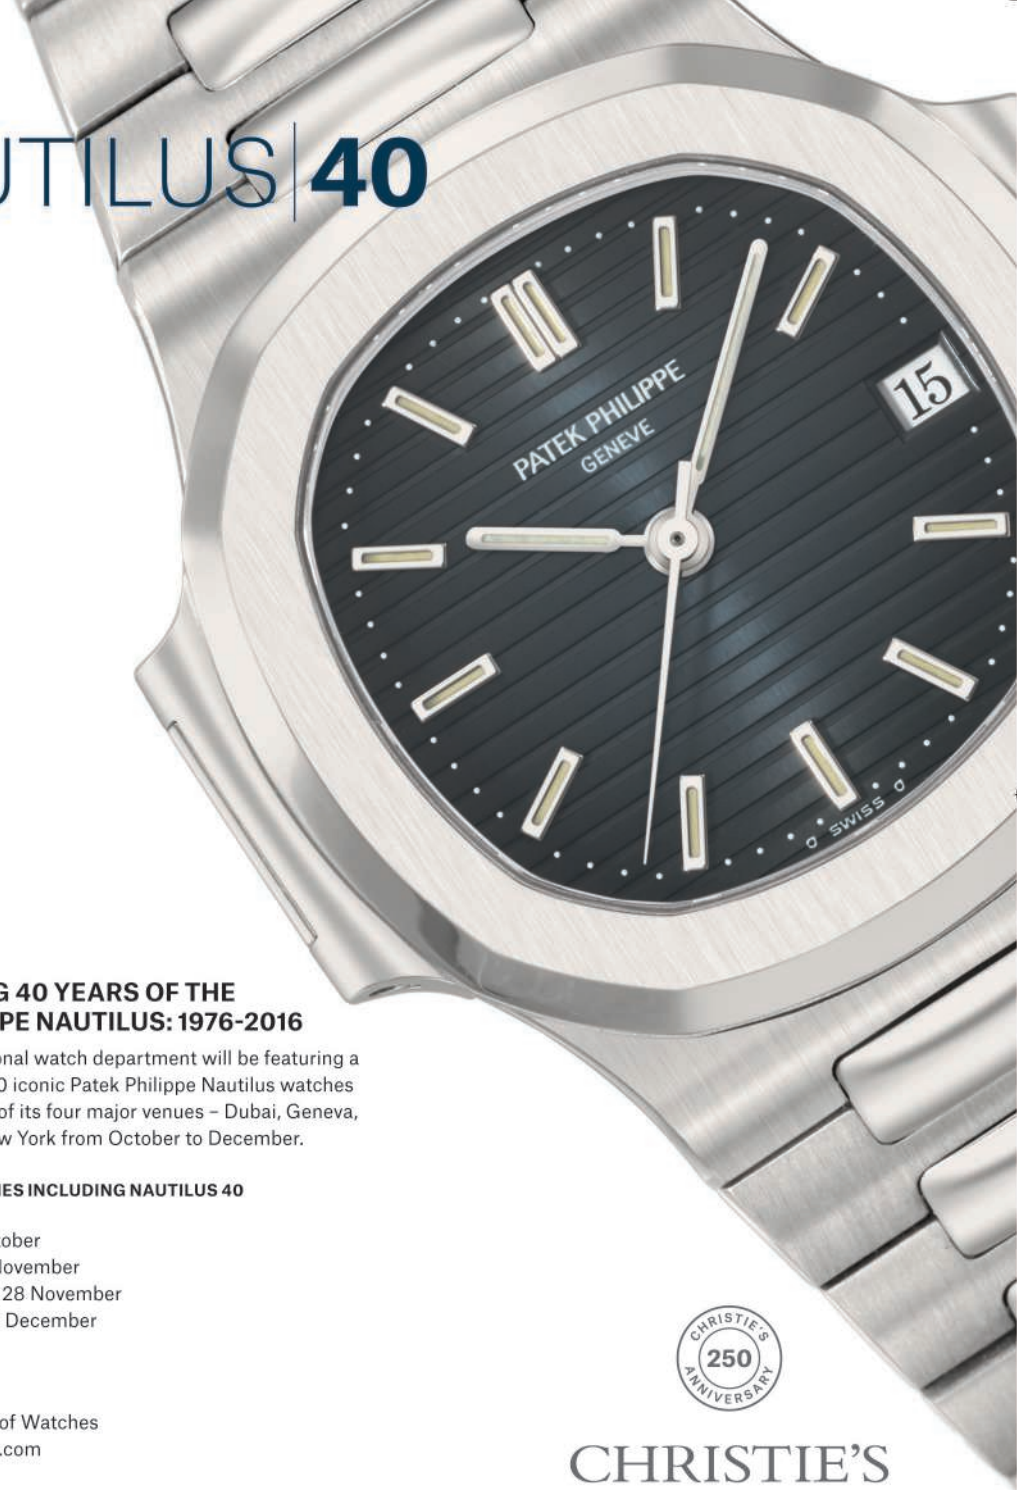 UTILUS|40
PATEK PHILIPPE
GENEVE
15
SWISS
G 40 YEARS OF THE
PE NAUTILUS: 1976-2016
onal watch department will be featuring a
0 iconic Patek Philippe Nautilus watches
of its four major venues – Dubai, Geneva,
w York from October to December.
IES INCLUDING NAUTILUS 40
tober
November
28 November
December
of Watches
.com
CHRISTIE'S
250
ANNIVERSARY
CHRISTIE'S